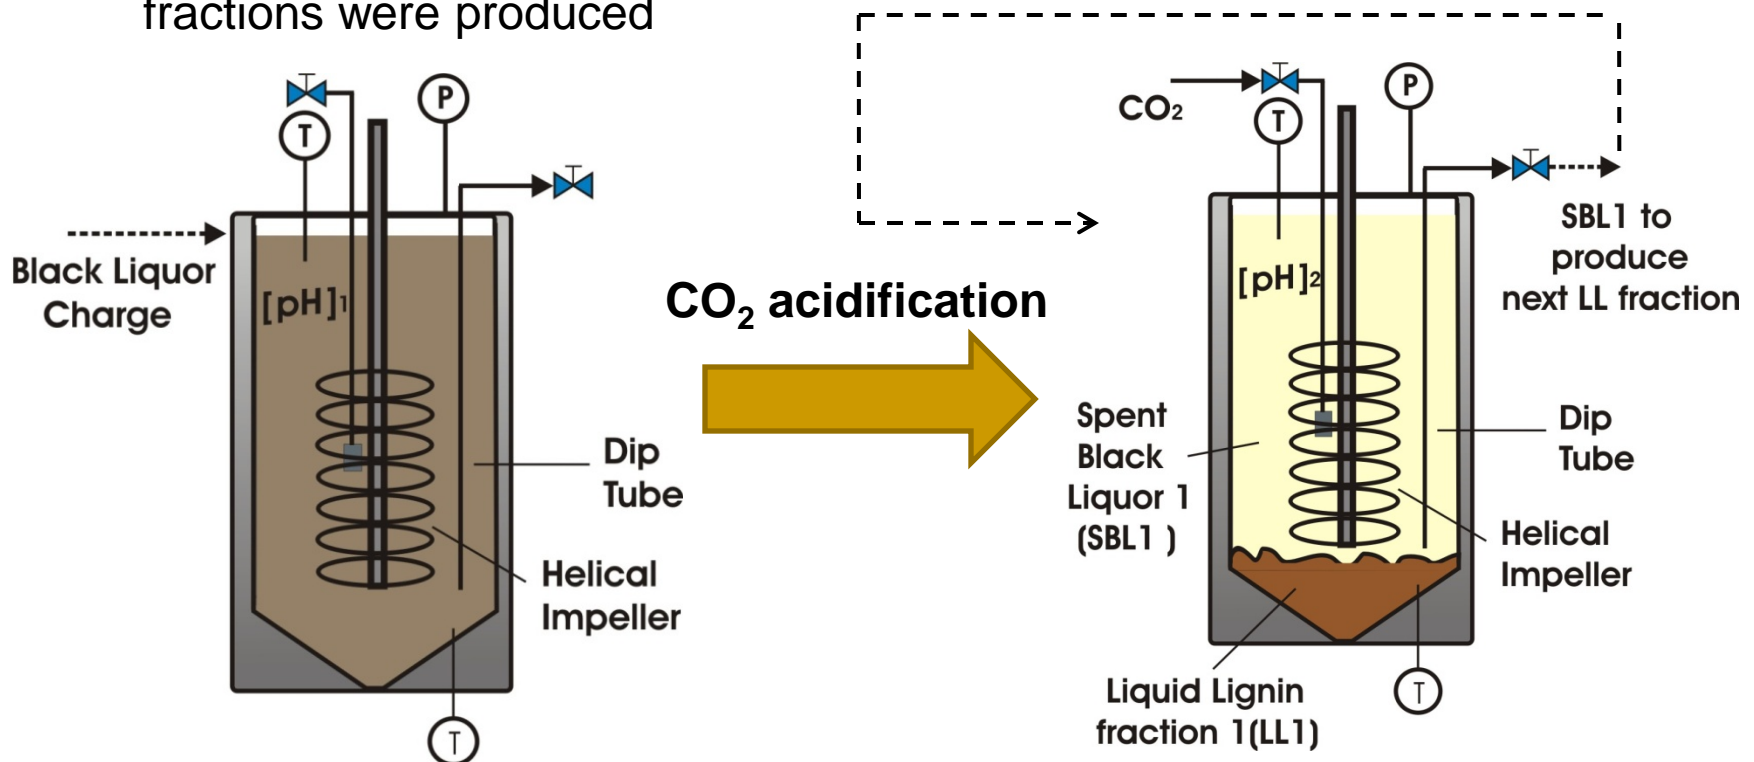 fractions were produced
P
T
Black Liquor
Charge
[pH]1
Dip
Tube
Helical
Impeller
T
CO2 acidification
CO2
P
T
SBL1 to
produce
next LL fraction
[pH]2
Spent
Black
Liquor 1
(SBL1 )
Dip
Tube
Helical
Impeller
Liquid Lignin
fraction 1(LL1)
T